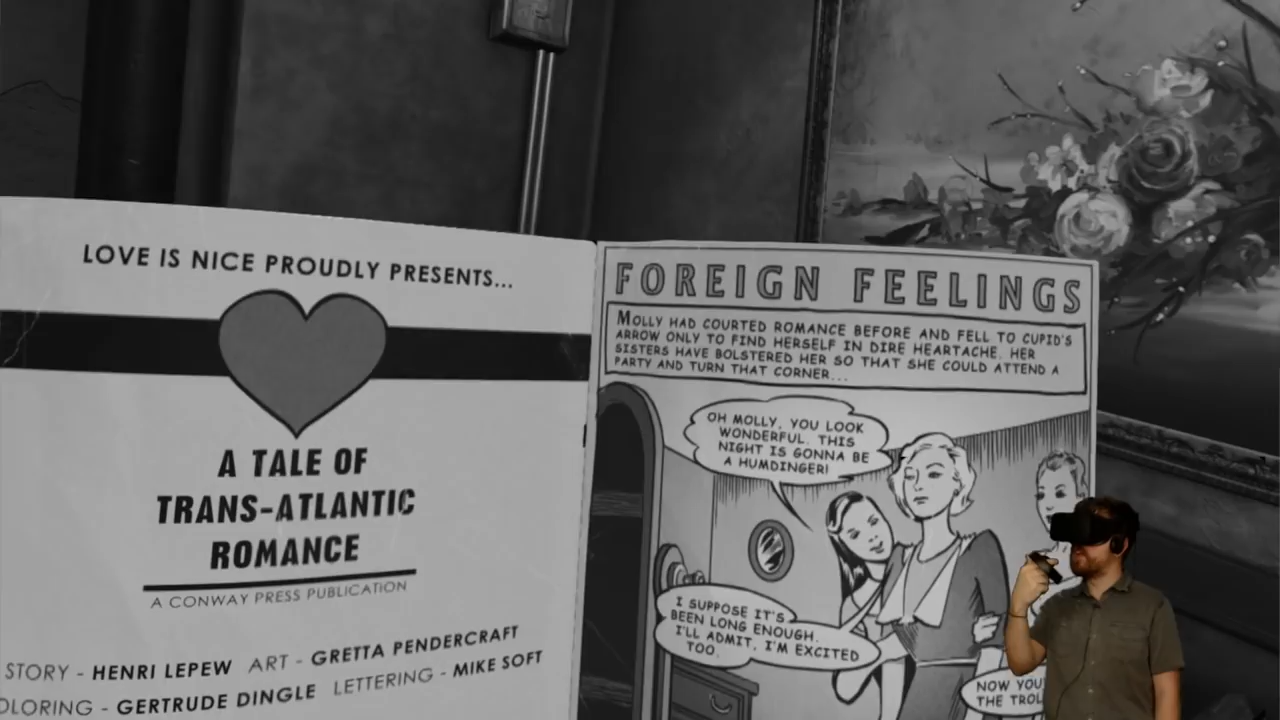 LOVE IS NICE PROUDLY PRESENTS...
A TALE OF
TRANS-ATLANTIC
ROMANCE
A CONWAY PRESS PUBLICATION
STORY - HENRI LEPEW ART - GRETTA PENDERCRAFT
OLORING - GERTRUDE DINGLE LETTERING - MIKE SOFT
FOREIGN FEELINGS
MOLLY HAD COURTED ROMANCE BEFORE AND FELL TO CUPID'S
ARROW ONLY TO FIND HERSELF IN DIRE HEARTACHE. HER
SISTERS HAVE BOLSTERED HER SO THAT SHE COULD ATTEND A
PARTY AND TURN THAT CORNER...
OH MOLLY, YOU LOOK
WONDERFUL. THIS
NIGHT IS GONNA BE
A HUMDINGER!
I SUPPOSE IT'S
BEEN LONG ENOUGH.
I'LL ADMIT, I'M EXCITED
TOO.
NOW YOU
THE TROL